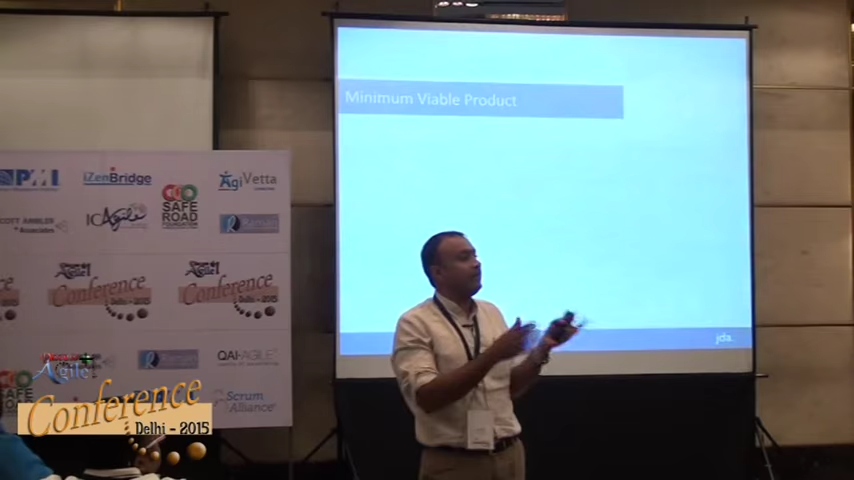 Minimum Viable Product
PMI
iZenBridge
AgiVetta
SCOTT AMBLER
+ Associates
ICAgile
SAFE
ROAD
FOUNDATION
Agile
Conference
Delhi - 2015
Agile
Conference
Delhi - 2015
QAI-AGILE
Scrum
Alliance
SAFE
jda.
Agile
Conference
Delhi - 2015